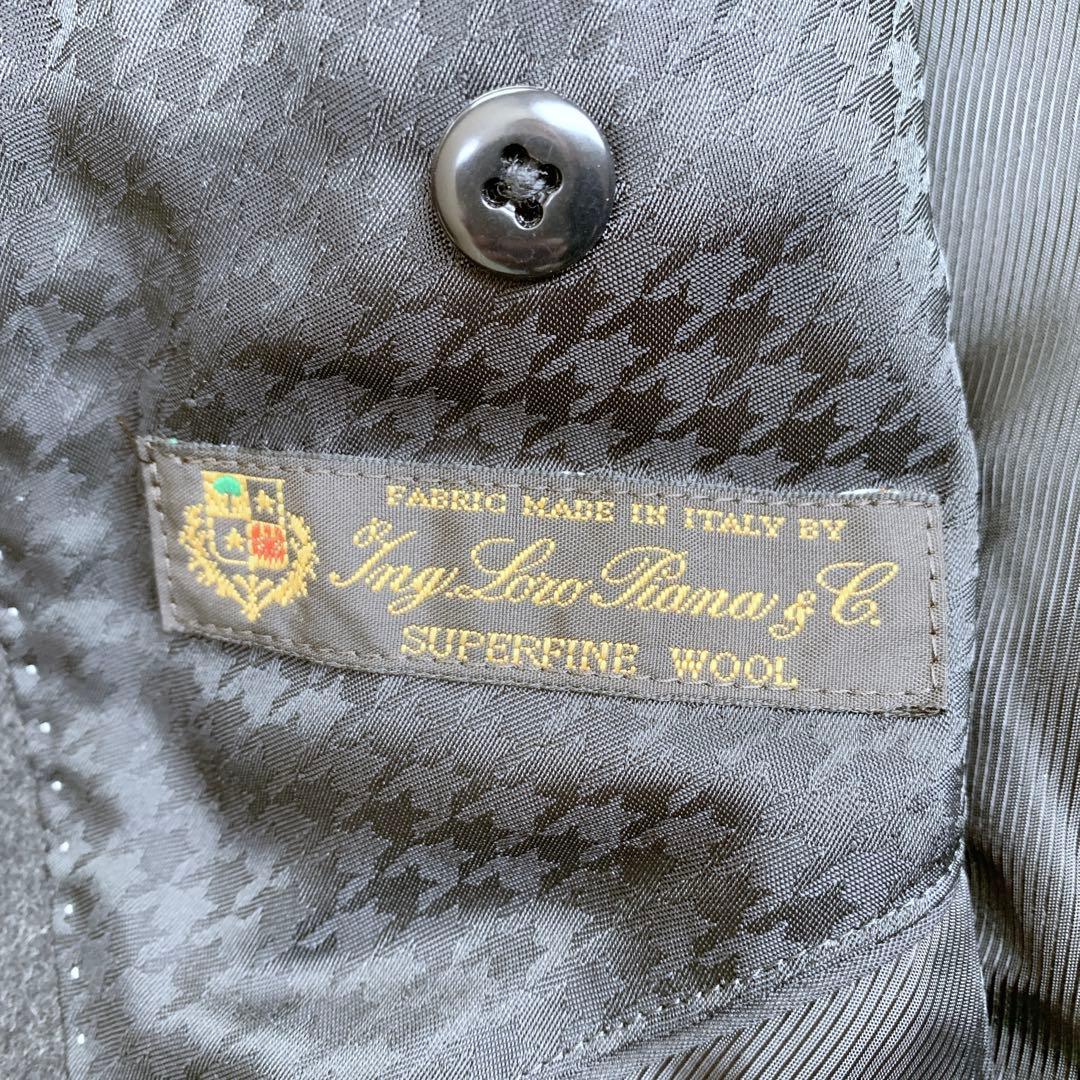 FABRIC MADE IN ITALY BY
Ing. Loro Piana & C.
SUPERFINE WOOL